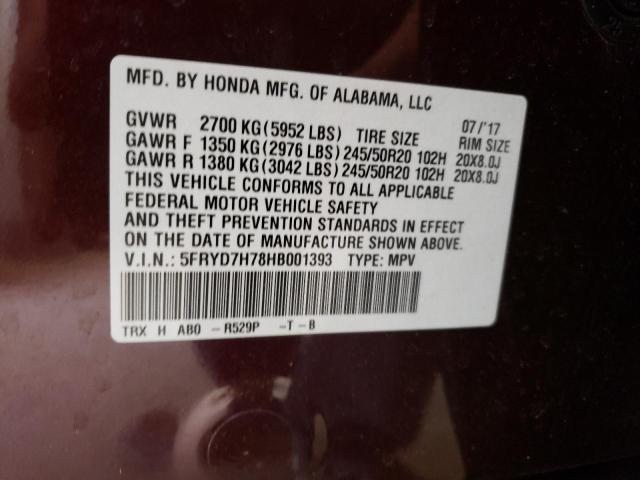 MFD. BY HONDA MFG. OF ALABAMA, LLC
07/'17
GVWR 2700 KG(5952 LBS) TIRE SIZE RIM SIZE
GAWR F 1350 KG(2976 LBS) 245/50R20 102H 20X8.0J
GAWR R 1380 KG(3042 LBS) 245/50R20 102H 20X8.0J
THIS VEHICLE CONFORMS TO ALL APPLICABLE
FEDERAL MOTOR VEHICLE SAFETY
AND THEFT PREVENTION STANDARDS IN EFFECT
ON THE DATE OF MANUFACTURE SHOWN ABOVE.
V.I.N.: 5FRYD7H78HB001393 TYPE: MPV
TRX H AB0 -R529P -T-B